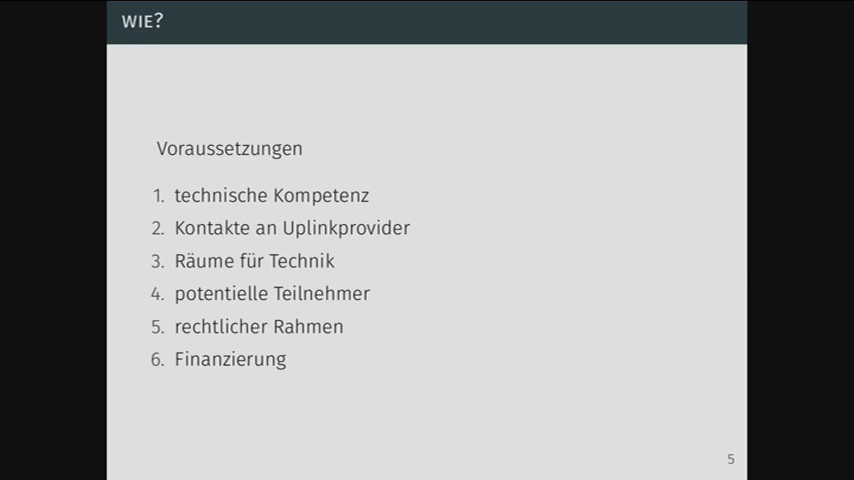 WIE?
Voraussetzungen
1. technische Kompetenz
2. Kontakte an Uplinkprovider
3. Räume für Technik
4. potentielle Teilnehmer
5. rechtlicher Rahmen
6. Finanzierung
5